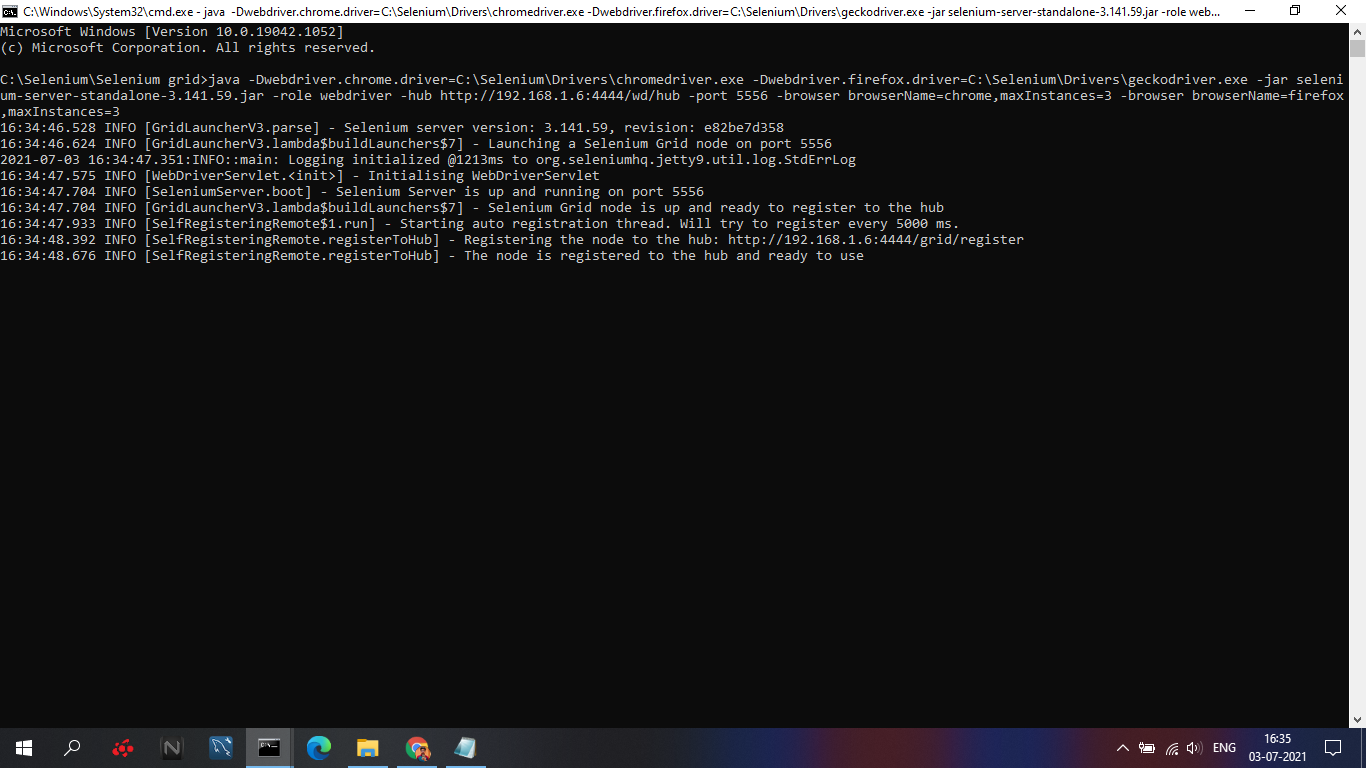 C:\Windows\System32\cmd.exe - java  -Dwebdriver.chrome.driver=C:\Selenium\Drivers\chromedriver.exe -Dwebdriver.firefox.driver=C:\Selenium\Drivers\geckodriver.exe -jar selenium-server-standalone-3.141.59.jar -role web...
Microsoft Windows [Version 10.0.19042.1052]
(c) Microsoft Corporation. All rights reserved.
C:\Selenium\Selenium grid>java -Dwebdriver.chrome.driver=C:\Selenium\Drivers\chromedriver.exe -Dwebdriver.firefox.driver=C:\Selenium\Drivers\geckodriver.exe -jar seleni
um-server-standalone-3.141.59.jar -role webdriver -hub http://192.168.1.6:4444/wd/hub -port 5556 -browser browserName=chrome,maxInstances=3 -browser browserName=firefox
,maxInstances=3
16:34:46.528 INFO [GridLauncherV3.parse] - Selenium server version: 3.141.59, revision: e82be7d358
16:34:46.624 INFO [GridLauncherV3.lambda$buildLaunchers$7] - Launching a Selenium Grid node on port 5556
2021-07-03 16:34:47.351:INFO::main: Logging initialized @1213ms to org.seleniumhq.jetty9.util.log.StdErrLog
16:34:47.575 INFO [WebDriverServlet.<init>] - Initialising WebDriverServlet
16:34:47.704 INFO [SeleniumServer.boot] - Selenium Server is up and running on port 5556
16:34:47.704 INFO [GridLauncherV3.lambda$buildLaunchers$7] - Selenium Grid node is up and ready to register to the hub
16:34:47.933 INFO [SelfRegisteringRemote$1.run] - Starting auto registration thread. Will try to register every 5000 ms.
16:34:48.392 INFO [SelfRegisteringRemote.registerToHub] - Registering the node to the hub: http://192.168.1.6:4444/grid/register
16:34:48.676 INFO [SelfRegisteringRemote.registerToHub] - The node is registered to the hub and ready to use
ENG
16:35
03-07-2021